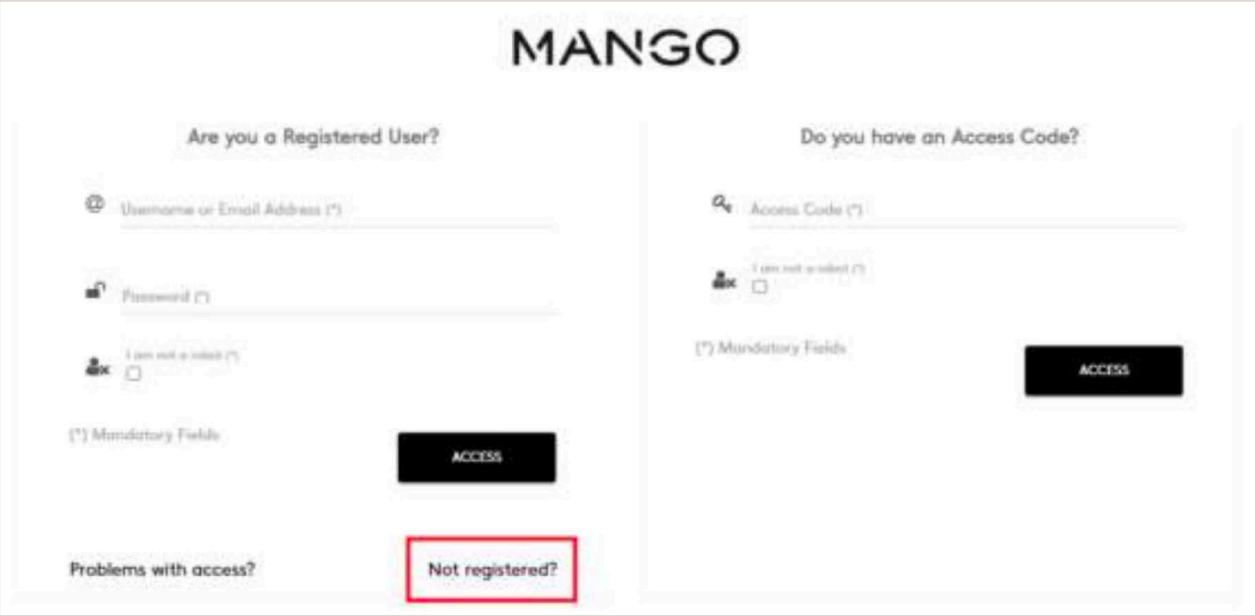 MANGO
Are you a Registered User?
@ Username or Email Address (*)
Password (*)
I am not a robot (*)
(*) Mandatory Fields
ACCESS
Problems with access?
Not registered?
Do you have an Access Code?
Access Code (*)
I am not a robot (*)
(*) Mandatory Fields
ACCESS